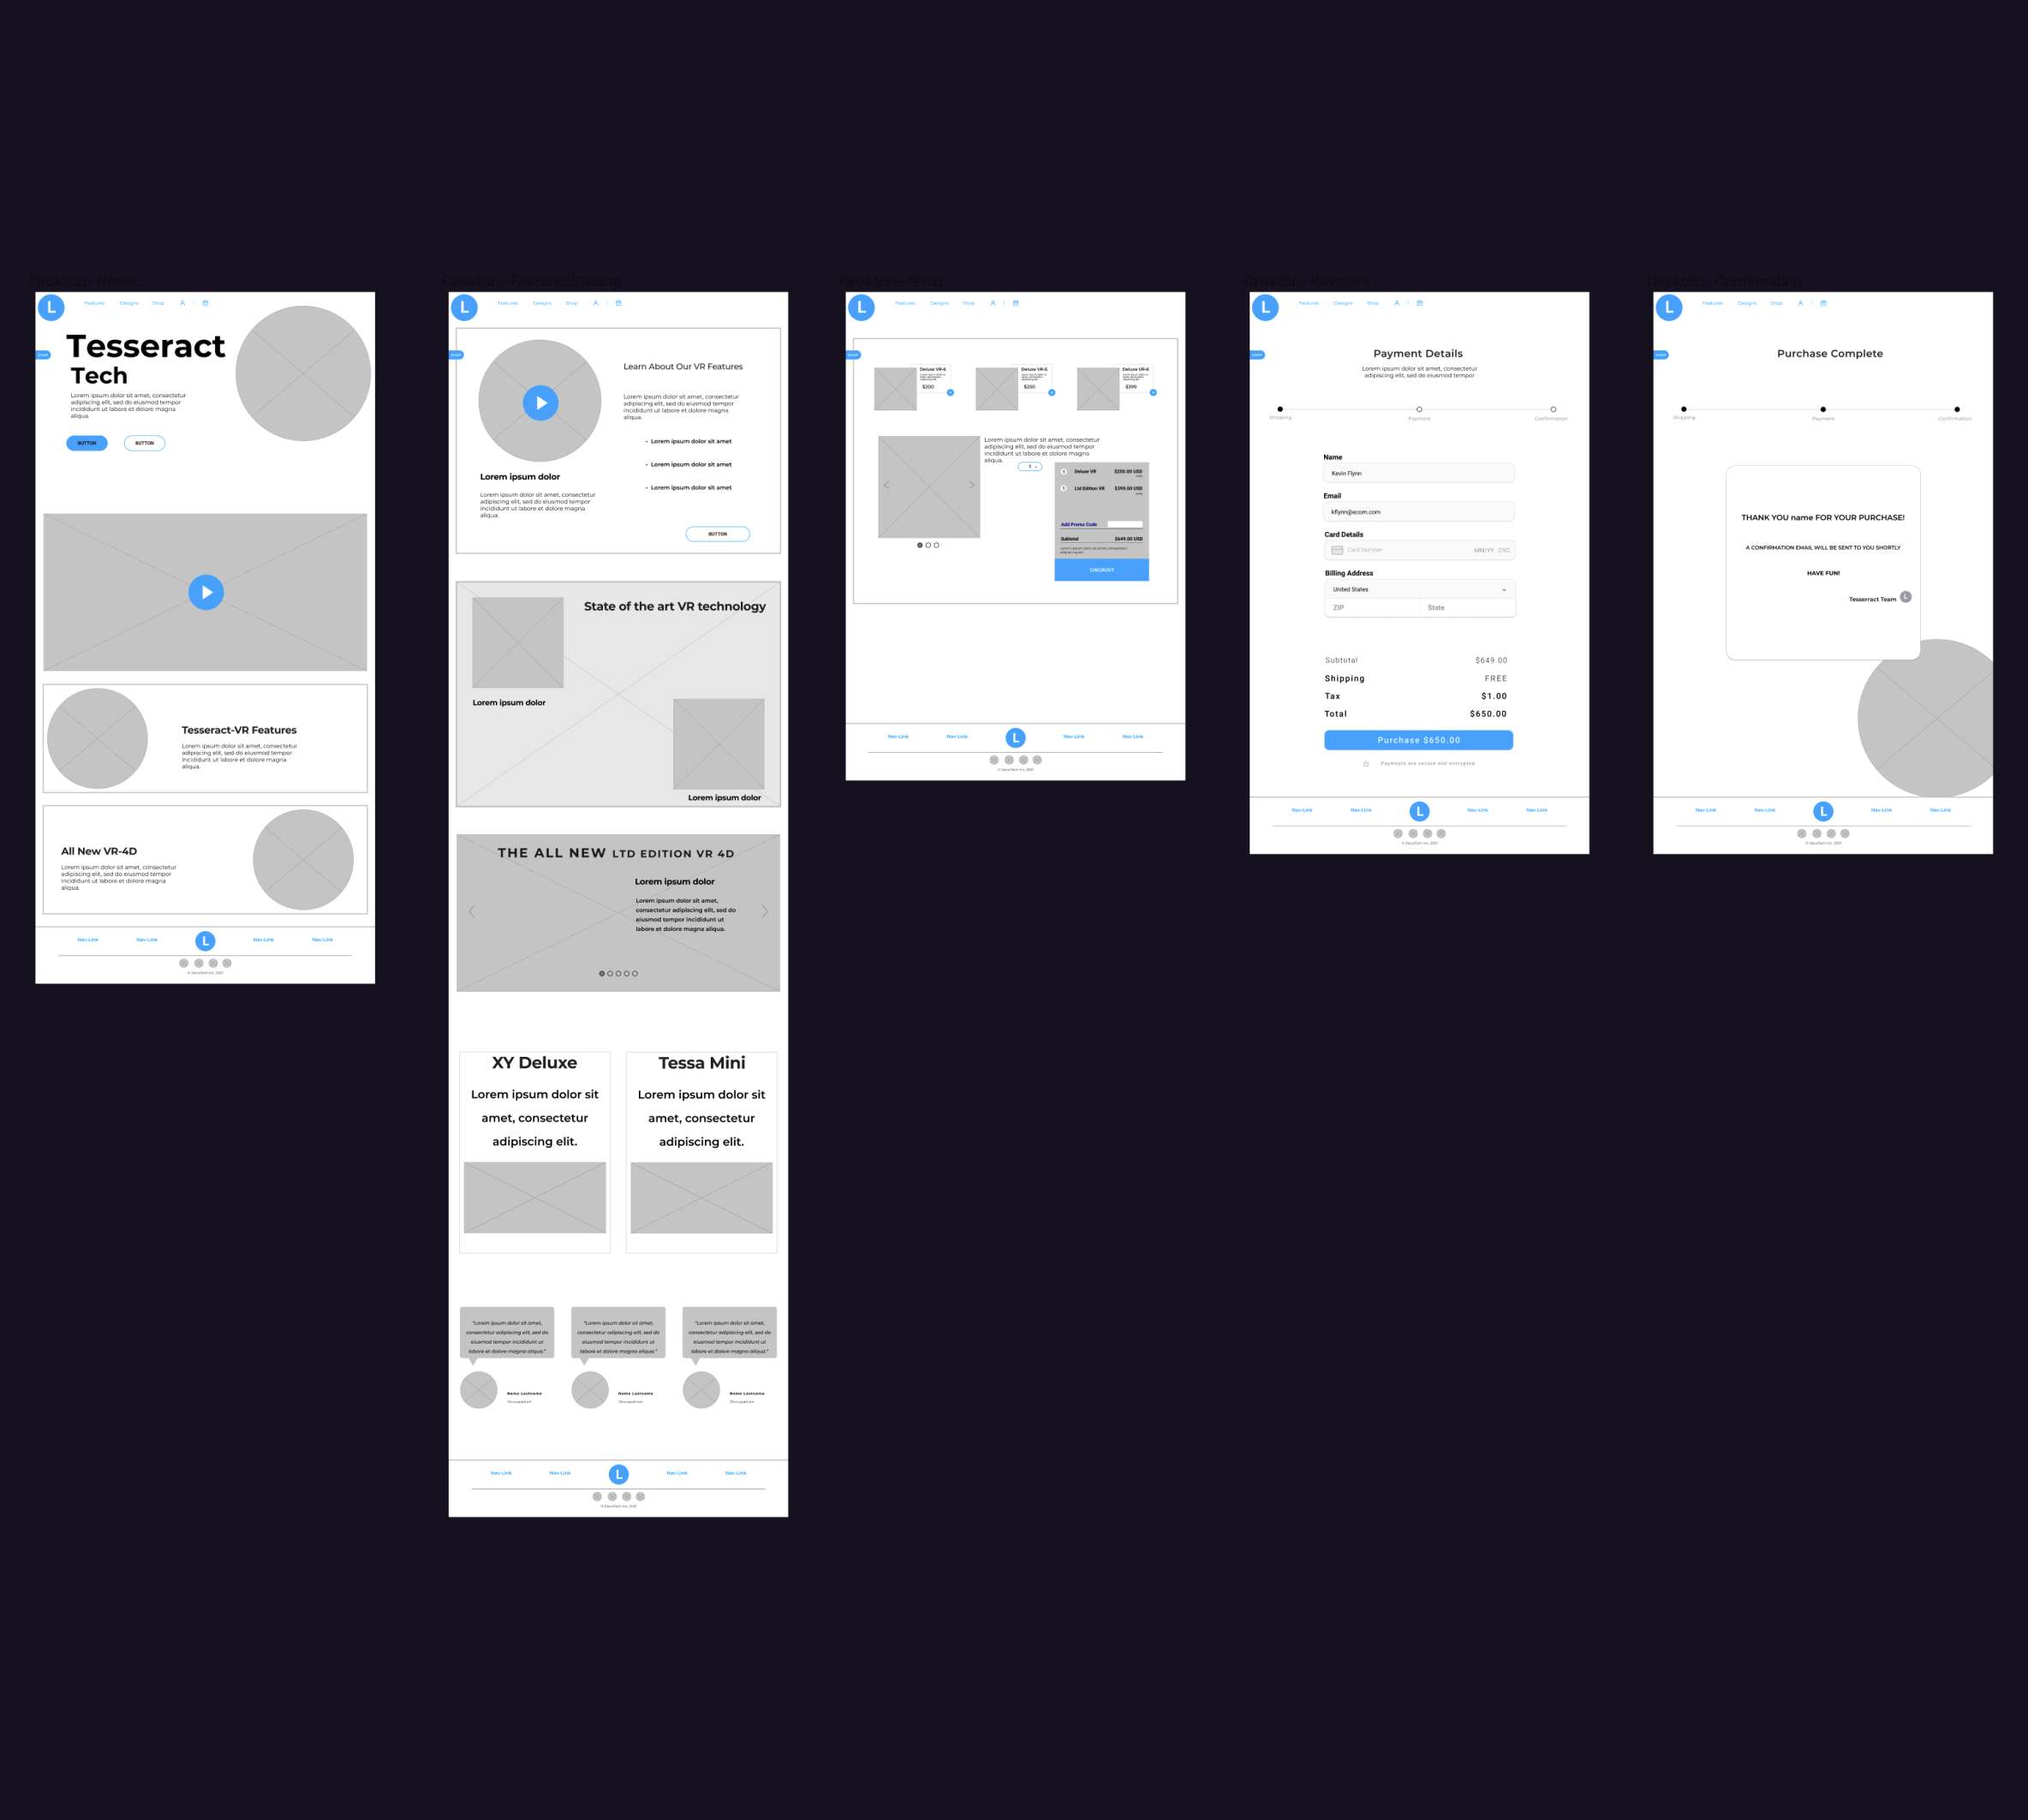 Desktop- Home
L
Features Designs Shop
Tesseract
Tech
Lorem ipsum dolor sit amet, consectetur
adipiscing elit, sed do eiusmod tempor
incididunt ut labore et dolore magna
aliqua.
BUTTON BUTTON
Tesseract-VR Features
Lorem ipsum dolor sit amet, consectetur
adipiscing elit, sed do eiusmod tempor
incididunt ut labore et dolore magna
aliqua.
All New VR-4D
Lorem ipsum dolor sit amet, consectetur
adipiscing elit, sed do eiusmod tempor
incididunt ut labore et dolore magna
aliqua.
Nav-Link Nav-Link L Nav-Link Nav-Link
Desktop- Features/Design
L
Features Designs Shop
Learn About Our VR Features
Lorem ipsum dolor sit amet, consectetur
adipiscing elit, sed do eiusmod tempor
incididunt ut labore et dolore magna
aliqua.
• Lorem ipsum dolor sit amet
• Lorem ipsum dolor sit amet
• Lorem ipsum dolor sit amet
Lorem ipsum dolor
Lorem ipsum dolor sit amet, consectetur
adipiscing elit, sed do eiusmod tempor
incididunt ut labore et dolore magna
aliqua.
BUTTON
State of the art VR technology
Lorem ipsum dolor
Lorem ipsum dolor
THE ALL NEW LTD EDITION VR 4D
Lorem ipsum dolor
Lorem ipsum dolor sit amet,
consectetur adipiscing elit, sed do
eiusmod tempor incididunt ut
labore et dolore magna aliqua.
XY Deluxe
Lorem ipsum dolor sit
amet, consectetur
adipiscing elit.
Tessa Mini
Lorem ipsum dolor sit
amet, consectetur
adipiscing elit.
"Lorem ipsum dolor sit amet,
consectetur adipiscing elit, sed do
eiusmod tempor incididunt ut
labore et dolore magna aliqua."
Name Lastname
Occupation
"Lorem ipsum dolor sit amet,
consectetur adipiscing elit, sed do
eiusmod tempor incididunt ut
labore et dolore magna aliqua."
Name Lastname
Occupation
"Lorem ipsum dolor sit amet,
consectetur adipiscing elit, sed do
eiusmod tempor incididunt ut
labore et dolore magna aliqua."
Name Lastname
Occupation
Nav-Link Nav-Link L Nav-Link Nav-Link
Desktop- Shop
L
Features Designs Shop
Deluxe VR-6
$200
Deluxe VR-6
$250
Deluxe VR-6
$399
Lorem ipsum dolor sit amet, consectetur
adipiscing elit, sed do eiusmod tempor
incididunt ut labore et dolore magna
aliqua.
1
1 Deluxe VR $250.00 USD
1 Ltd Edition VR $399.00 USD
Add Promo Code
Subtotal $649.00 USD
Lorem ipsum dolor sit amet, consectetur
adipiscing elit.
CHECKOUT
Nav-Link Nav-Link L Nav-Link Nav-Link
Desktop- Payment
L
Features Designs Shop
Payment Details
Lorem ipsum dolor sit amet, consectetur
adipiscing elit, sed do eiusmod tempor
Shipping Payment Confirmation
Name
Kevin Flynn
Email
kflynn@ecom.com
Card Details
Card Number MM/YY CVC
Billing Address
United States
ZIP State
Subtotal $649.00
Shipping FREE
Tax $1.00
Total $650.00
Purchase $650.00
Payments are secure and encrypted
Nav-Link Nav-Link L Nav-Link Nav-Link
Desktop- Confirmation
L
Features Designs Shop
Purchase Complete
Shipping Payment Confirmation
THANK YOU name FOR YOUR PURCHASE!
A CONFIRMATION EMAIL WILL BE SENT TO YOU SHORTLY
HAVE FUN!
Tesserract Team L
Nav-Link Nav-Link L Nav-Link Nav-Link